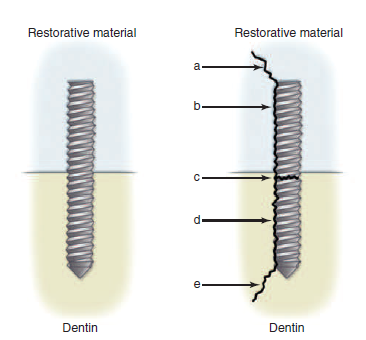 Restorative material
Restorative material
a
b
c
d
e
Dentin
Dentin